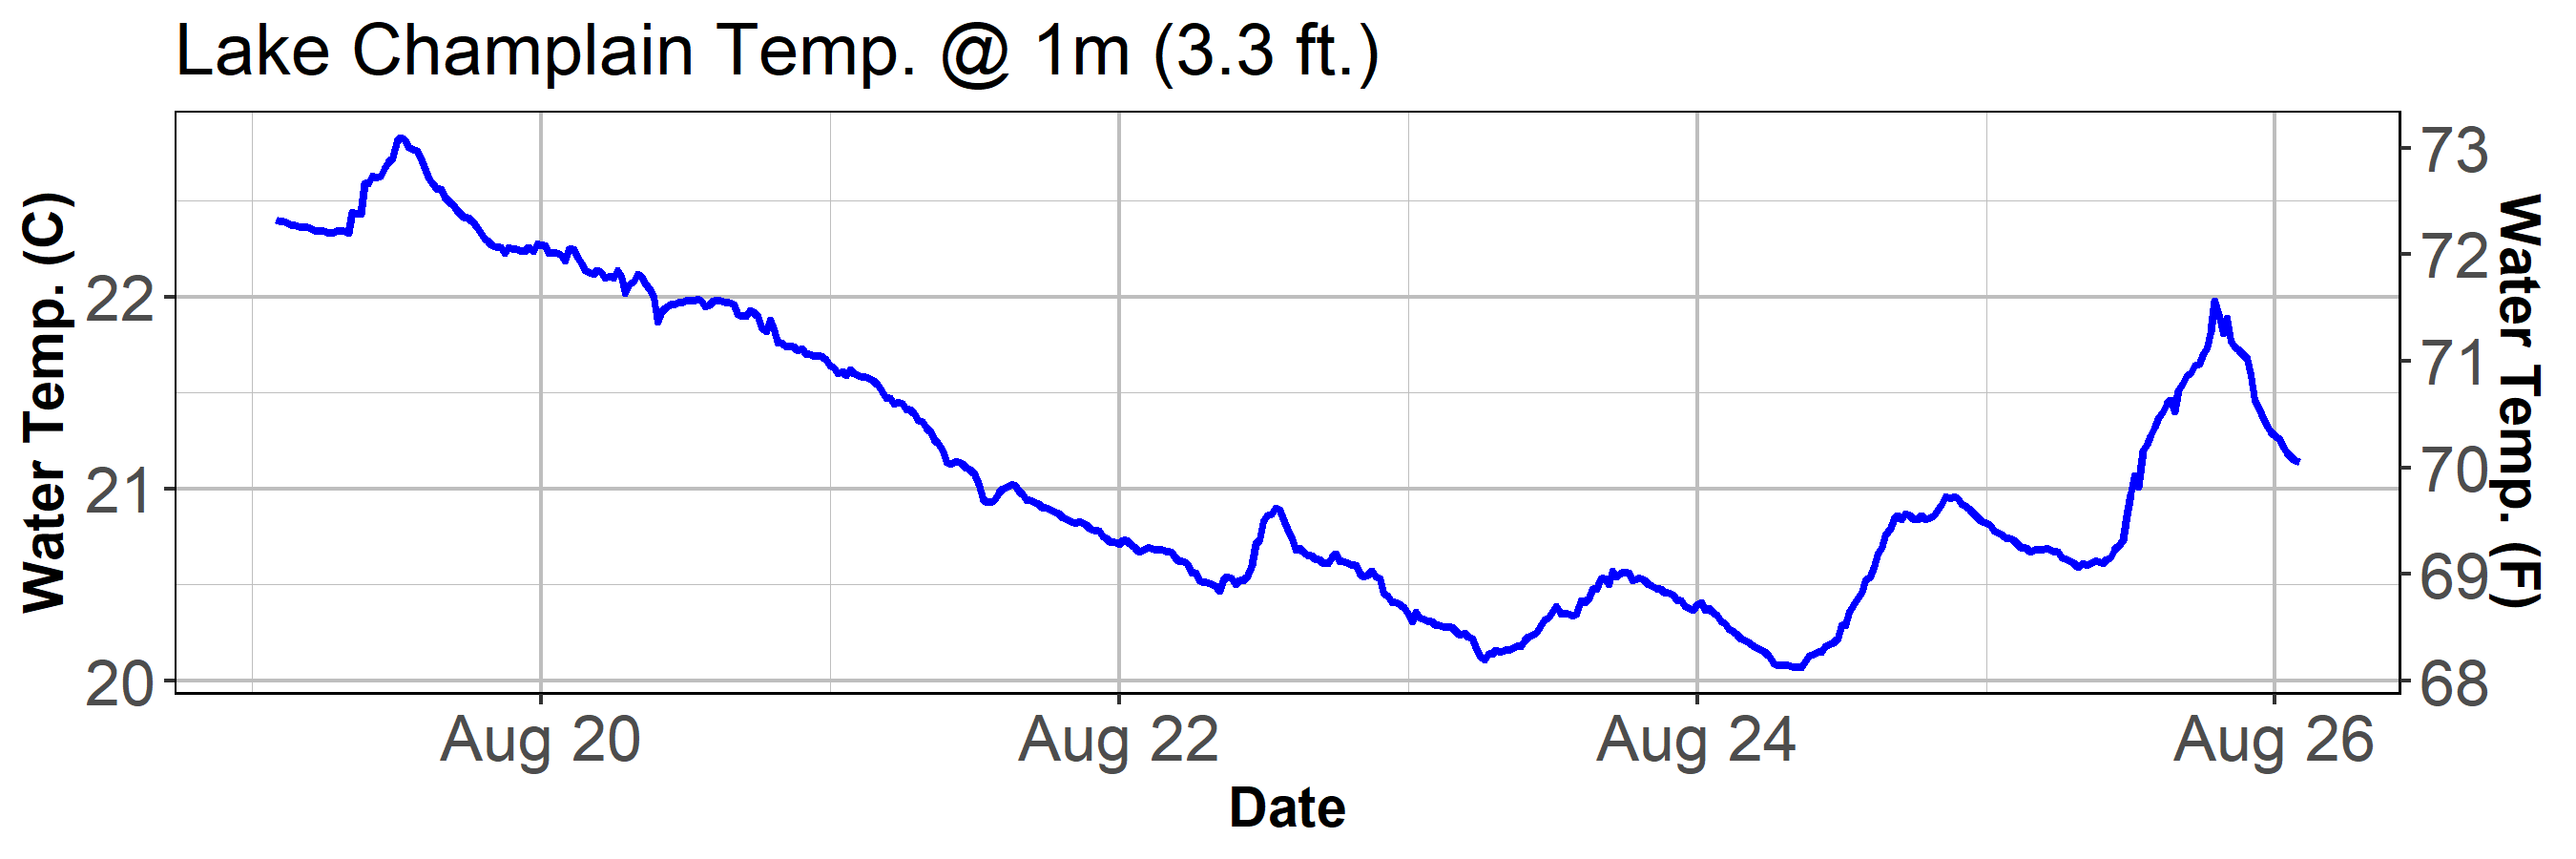 Lake Champlain Temp. @ 1m (3.3 ft.)
Water Temp. (C)
22
21
20
73
72
71
70
69
68
Water Temp. (F)
Aug 20
Aug 22
Aug 24
Aug 26
Date